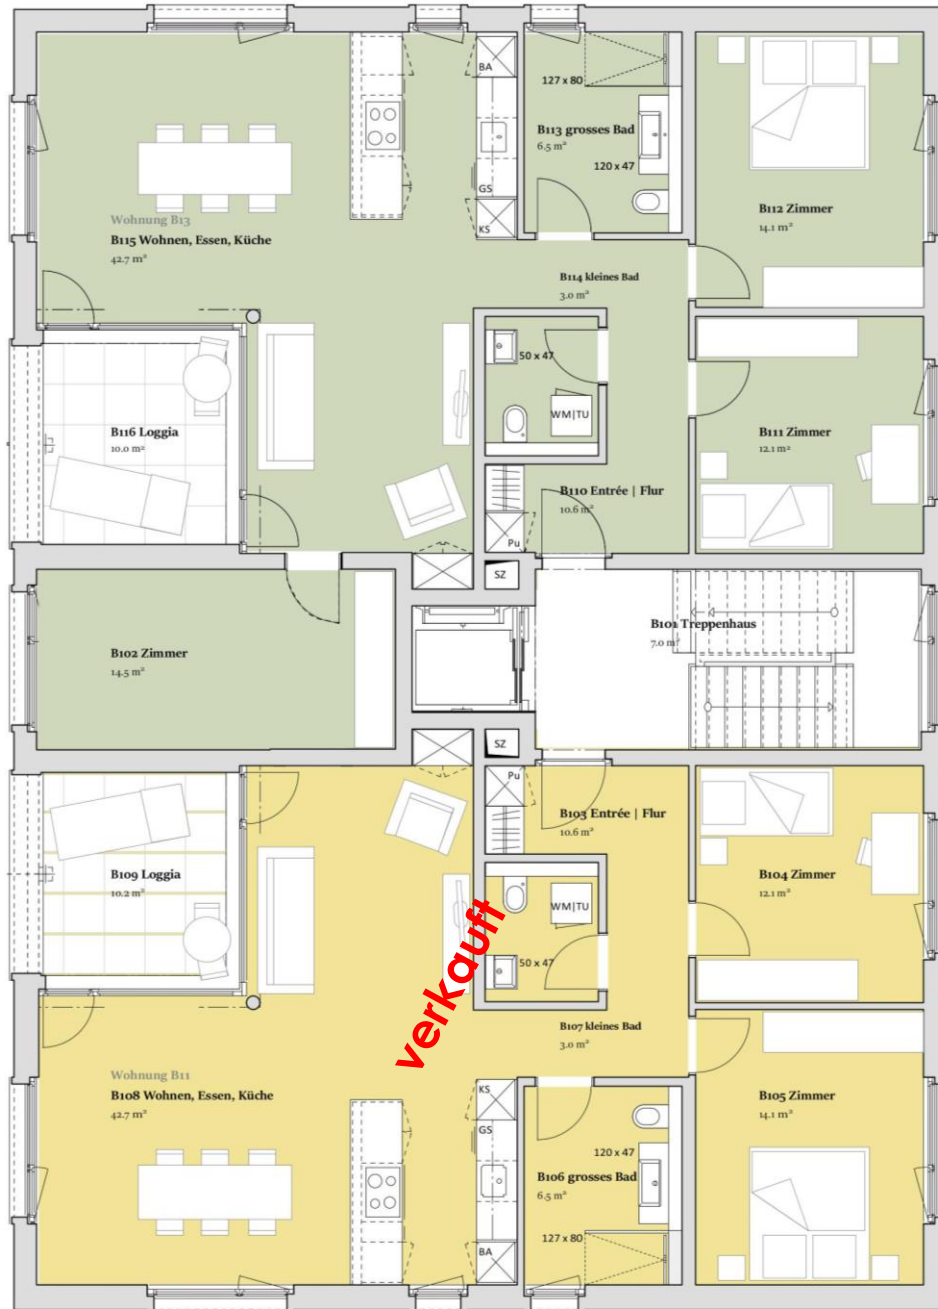 BA
127 x 80
B113 grosses Bad
6.5 m²
120 x 47
GS
KS
B112 Zimmer
14.1 m²
Wohnung B13
B115 Wohnen, Essen, Küche
42.7 m²
B114 kleines Bad
3.0 m²
50 x 47
WM|TU
B116 Loggia
10.0 m²
B111 Zimmer
12.1 m²
B110 Entrée | Flur
10.6 m²
Pu
SZ
B101 Treppenhaus
7.0 m²
B102 Zimmer
14.5 m²
SZ
Pu
B103 Entrée | Flur
10.6 m²
B109 Loggia
10.2 m²
B104 Zimmer
12.1 m²
WM|TU
50 x 47
verkauft
B107 kleines Bad
3.0 m²
Wohnung B11
B108 Wohnen, Essen, Küche
42.7 m²
KS
GS
B105 Zimmer
14.1 m²
120 x 47
B106 grosses Bad
6.5 m²
127 x 80
BA